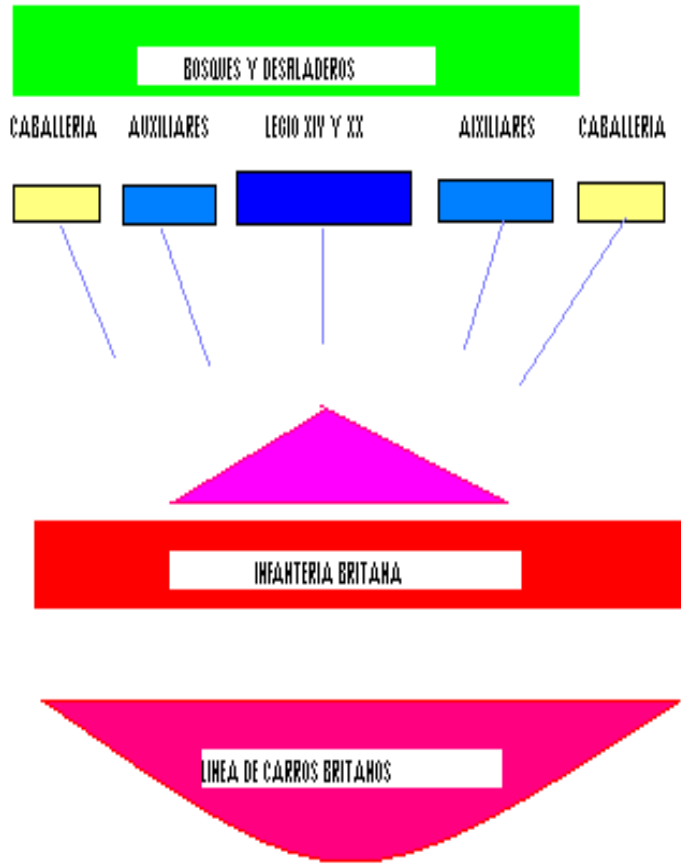 BOSQUES Y DESFILADEROS
CABALLERIA AUXILIARES LEGIO XIV Y XX AIXILIARES CABALLERIA
INFANTERIA BRITANA
LINEA DE CARROS BRITANOS